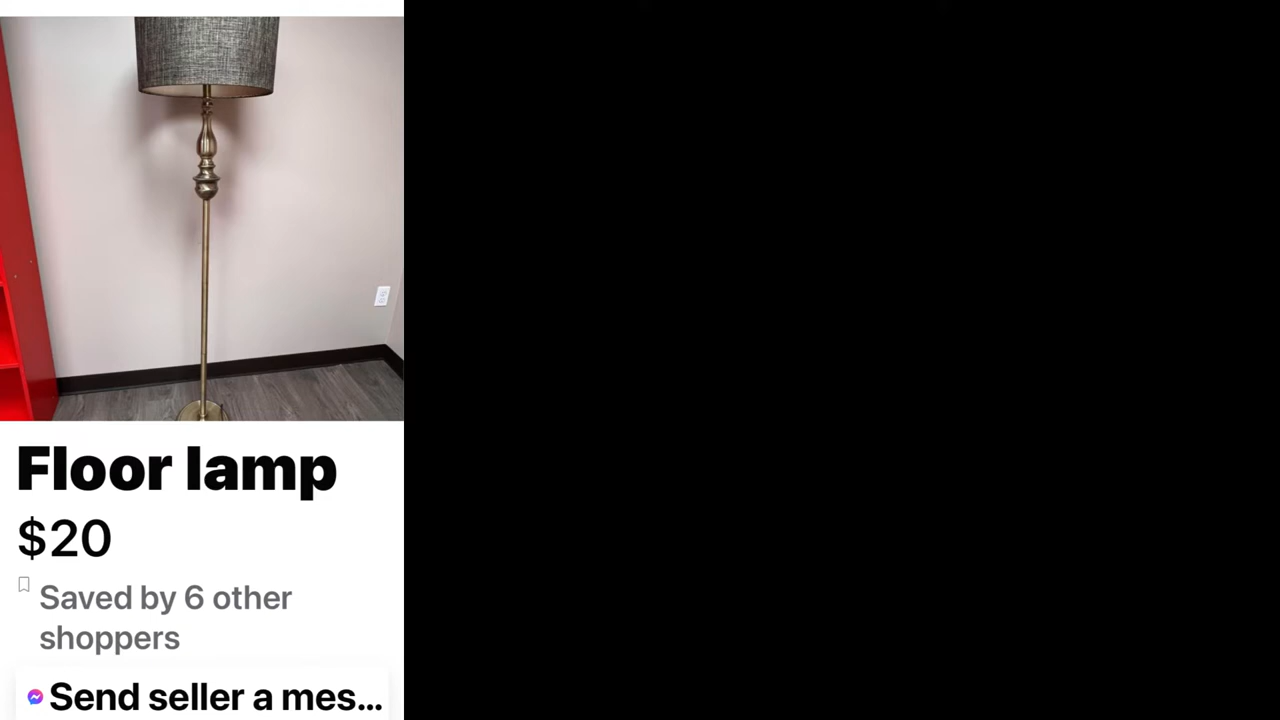 Floor lamp
$20
Saved by 6 other
shoppers
Send seller a mes...